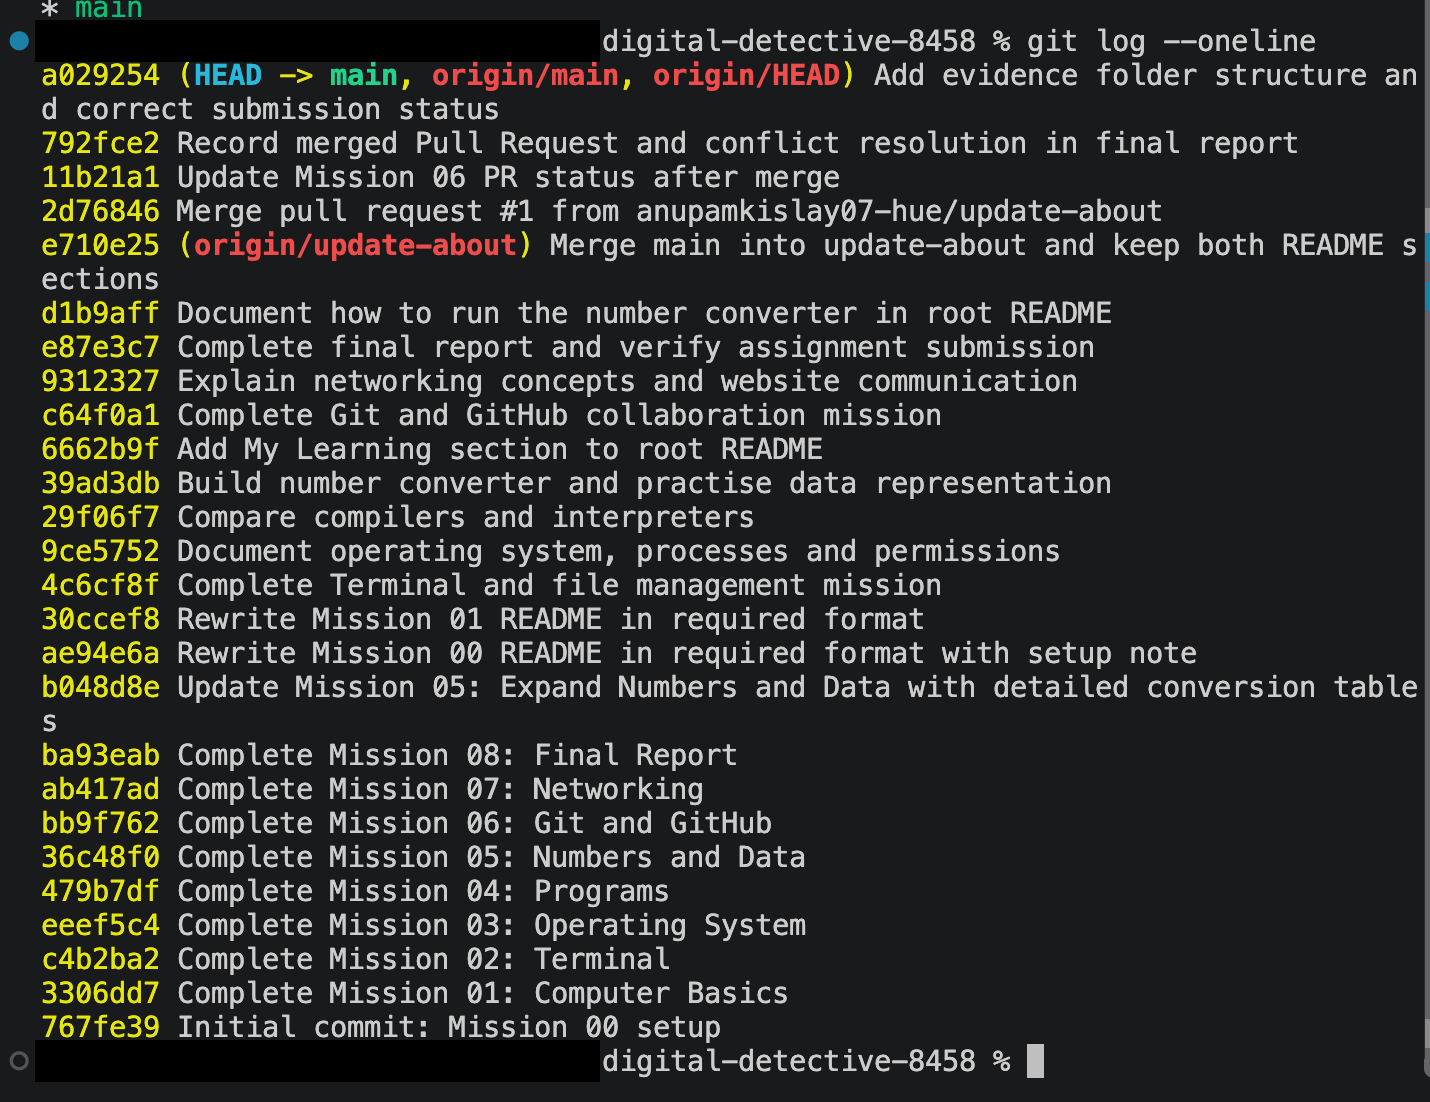 * main
digital-detective-8458 % git log --oneline
a029254 (HEAD -> main, origin/main, origin/HEAD) Add evidence folder structure an
d correct submission status
792fce2 Record merged Pull Request and conflict resolution in final report
11b21a1 Update Mission 06 PR status after merge
2d76846 Merge pull request #1 from anupamkislay07-hue/update-about
e710e25 (origin/update-about) Merge main into update-about and keep both README s
ections
d1b9aff Document how to run the number converter in root README
e87e3c7 Complete final report and verify assignment submission
9312327 Explain networking concepts and website communication
c64f0a1 Complete Git and GitHub collaboration mission
6662b9f Add My Learning section to root README
39ad3db Build number converter and practise data representation
29f06f7 Compare compilers and interpreters
9ce5752 Document operating system, processes and permissions
4c6cf8f Complete Terminal and file management mission
30ccef8 Rewrite Mission 01 README in required format
ae94e6a Rewrite Mission 00 README in required format with setup note
b048d8e Update Mission 05: Expand Numbers and Data with detailed conversion table
s
ba93eab Complete Mission 08: Final Report
ab417ad Complete Mission 07: Networking
bb9f762 Complete Mission 06: Git and GitHub
36c48f0 Complete Mission 05: Numbers and Data
479b7df Complete Mission 04: Programs
eeef5c4 Complete Mission 03: Operating System
c4b2ba2 Complete Mission 02: Terminal
3306dd7 Complete Mission 01: Computer Basics
767fe39 Initial commit: Mission 00 setup
digital-detective-8458 %